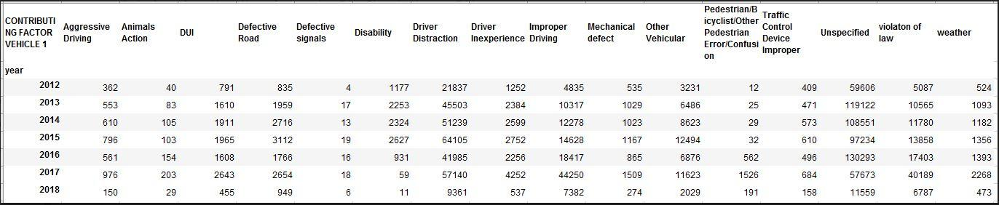 CONTRIBUTI NG FACTOR VEHICLE 1 Aggressive Driving Animals Action DUI Defective Road Defective signals Disability Driver Distraction Driver Inexperience Improper Driving Mechanical defect Other Vehicular Pedestrian/B icyclist/Other Pedestrian Error/Confusi on Traffic Control Device Improper Unspecified violaton of law weather
year
2012 362 40 791 835 4 1177 21837 1252 4835 535 3231 12 409 59606 5087 524
2013 553 83 1610 1959 17 2253 45503 2384 10317 1029 6486 25 471 119122 10565 1093
2014 610 105 1911 2716 13 2324 51239 2599 12278 1023 8623 29 573 108551 11780 1182
2015 796 103 1965 3112 19 2627 64105 2752 14628 1167 12494 32 610 97234 13858 1356
2016 561 154 1608 1766 16 931 41985 2256 18417 865 6876 562 496 130293 17403 1393
2017 976 203 2643 2654 18 59 57140 4252 44250 1509 11623 1526 684 57673 40189 2268
2018 150 29 455 949 6 11 9361 537 7382 274 2029 191 158 11559 6787 473